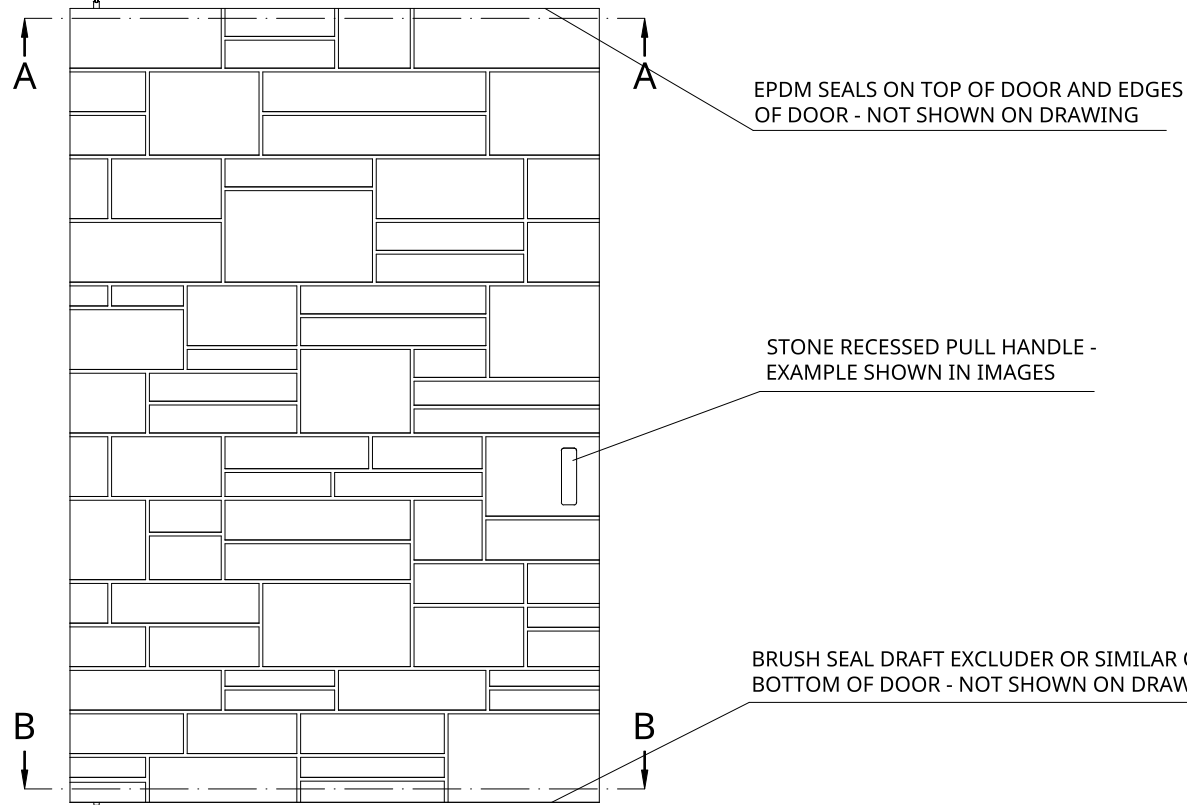 A
A
EPDM SEALS ON TOP OF DOOR AND EDGES
OF DOOR - NOT SHOWN ON DRAWING
STONE RECESSED PULL HANDLE -
EXAMPLE SHOWN IN IMAGES
BRUSH SEAL DRAFT EXCLUDER OR SIMILAR
BOTTOM OF DOOR - NOT SHOWN ON
B
B